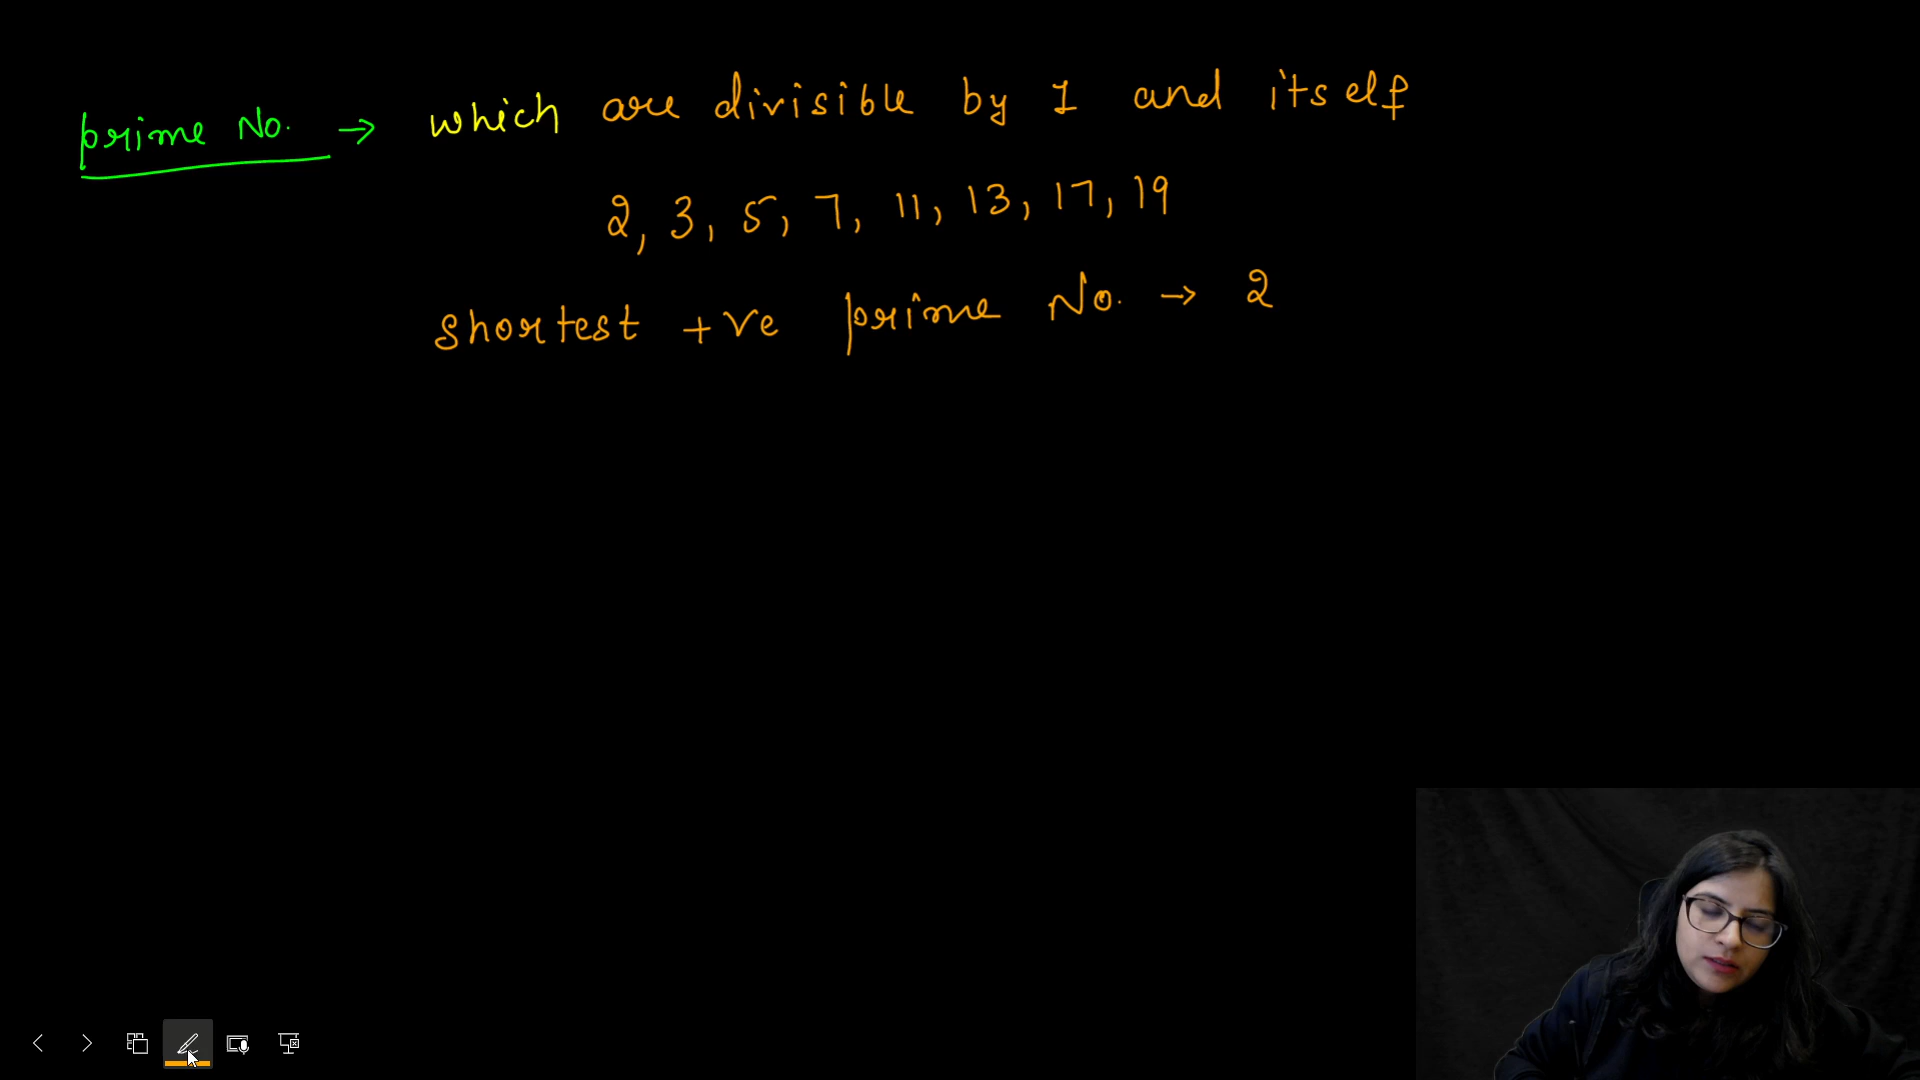 prime No. → which are divisible by 1 and itself
2, 3, 5, 7, 11, 13, 17, 19
shortest +ve prime No. → 2